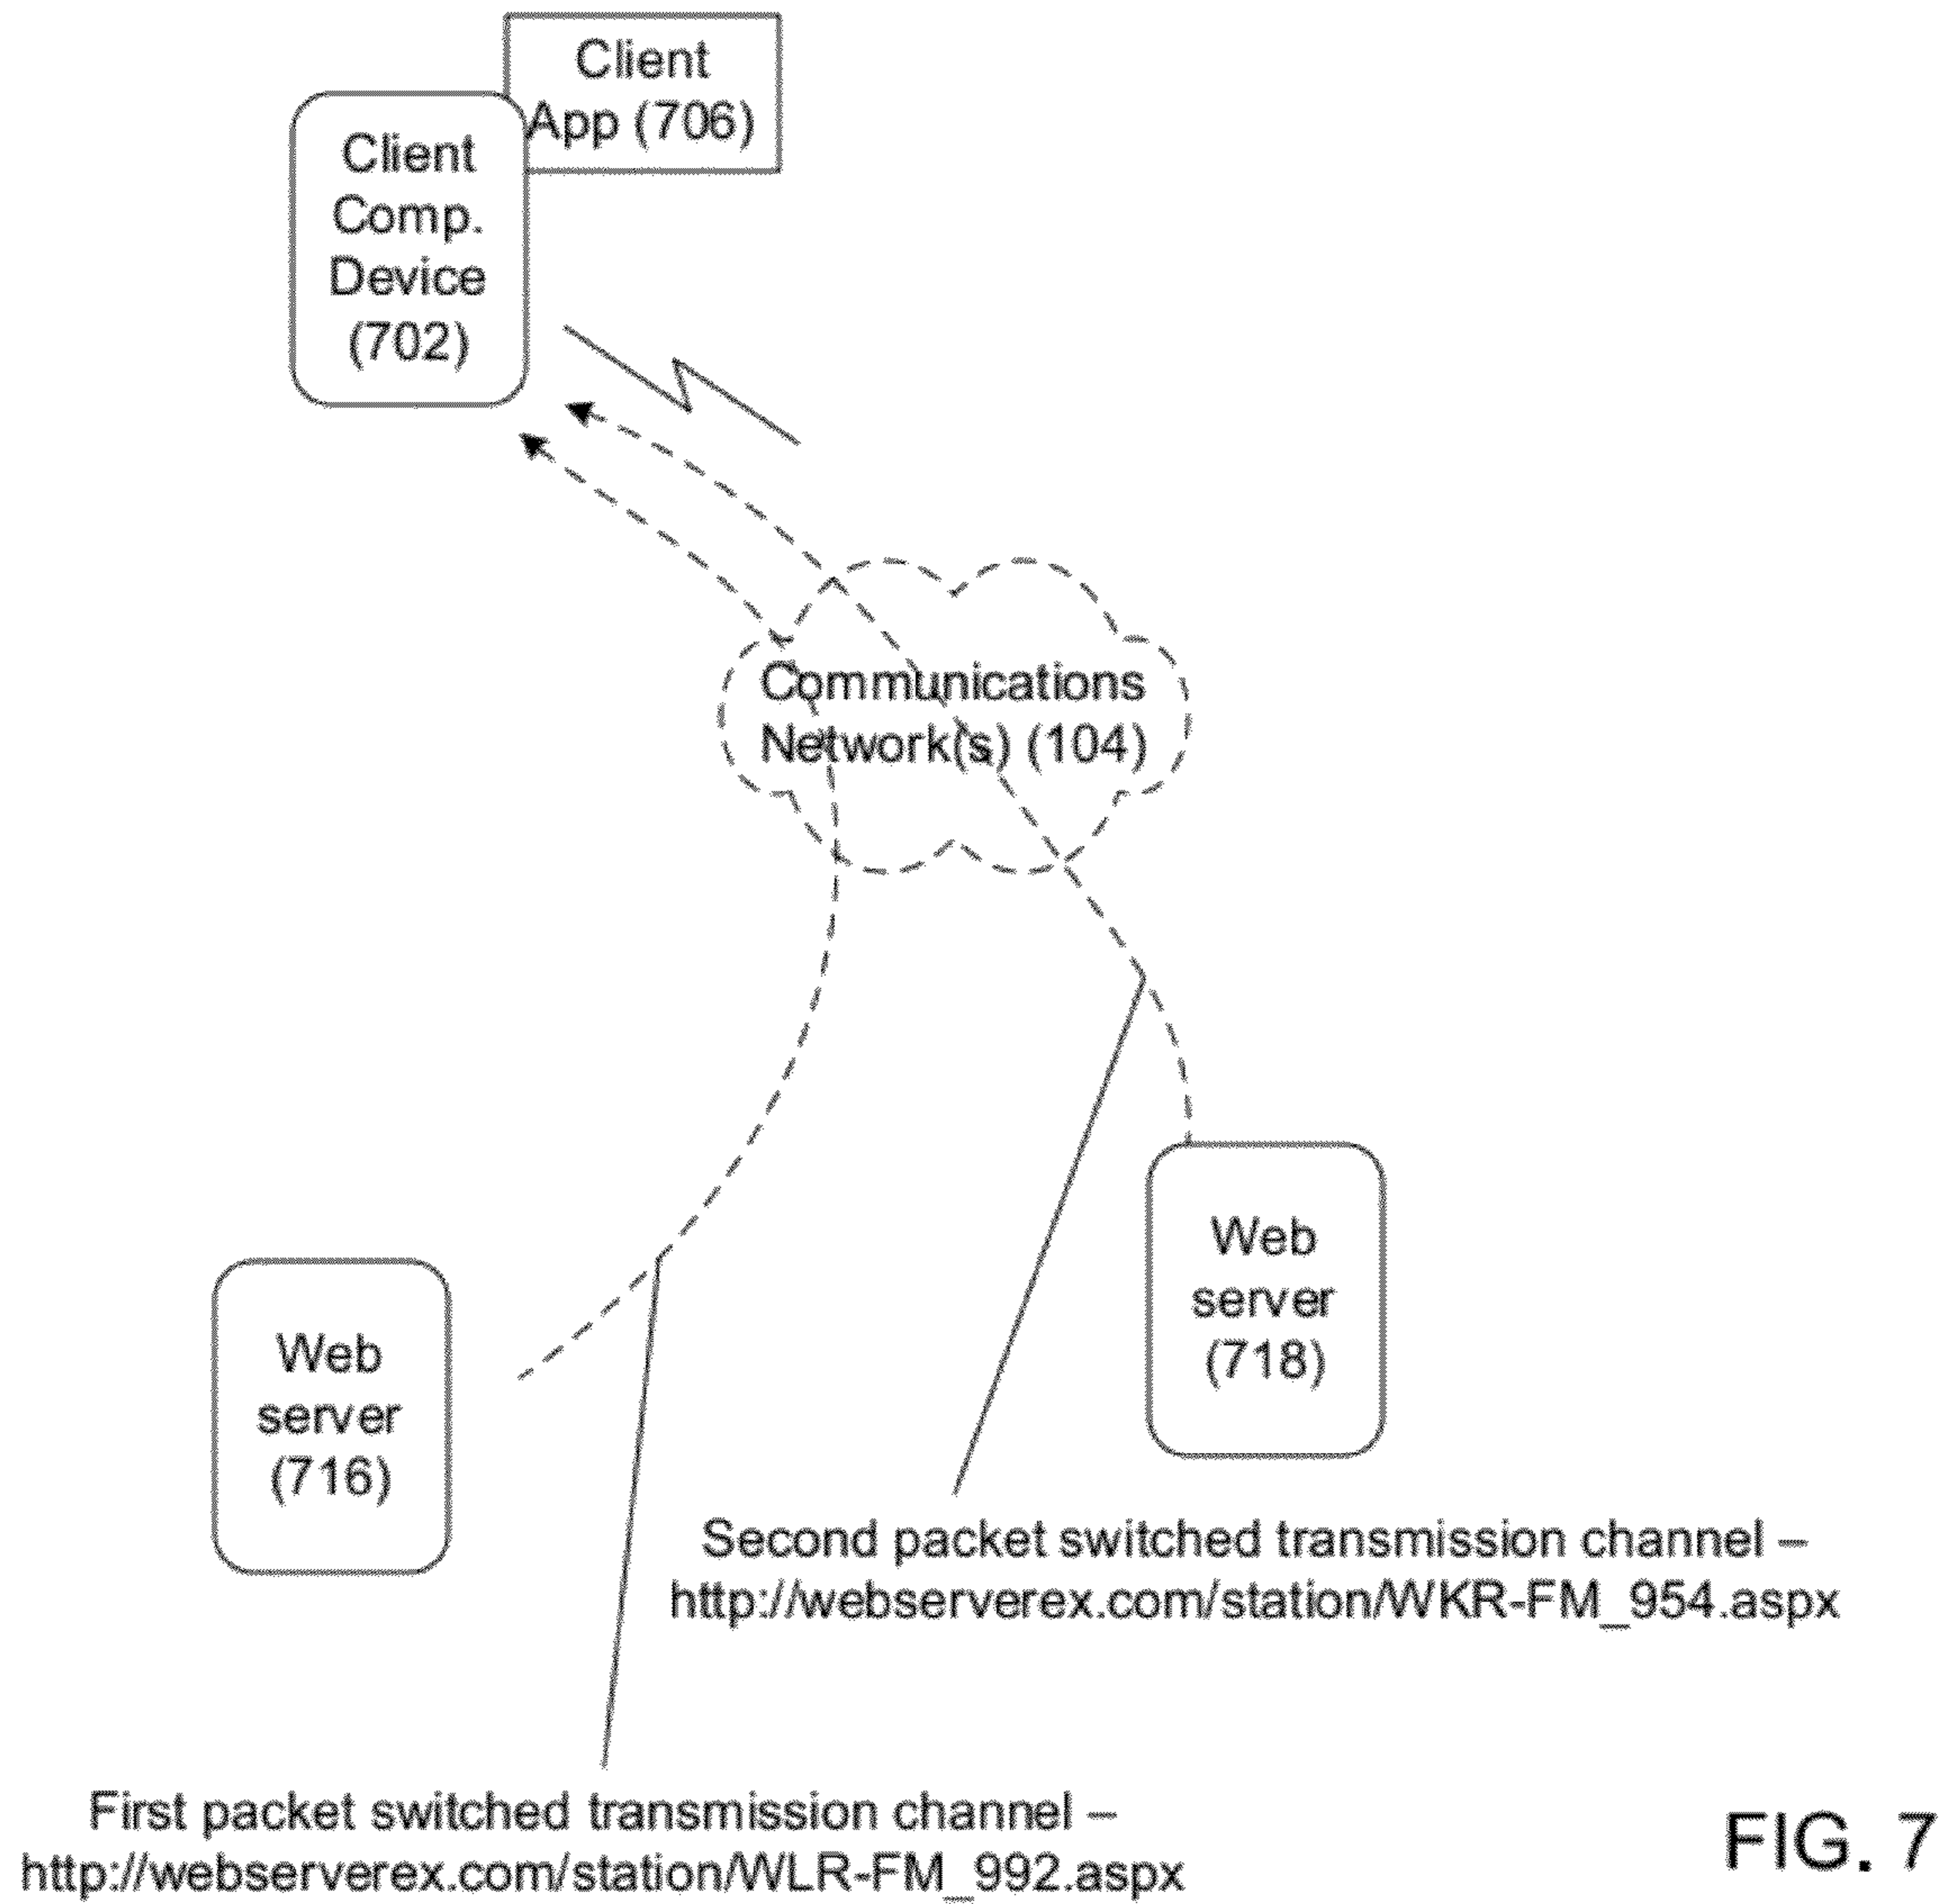 Client
App (706)
Client
Comp.
Device
(702)
Communications
Network(s) (104)
Web
server
(718)
Web
server
(716)
Second packet switched transmission channel –
http://webserverex.com/station/WKR-FM_954.aspx
First packet switched transmission channel –
http://webserverex.com/station/WLR-FM_992.aspx
FIG. 7